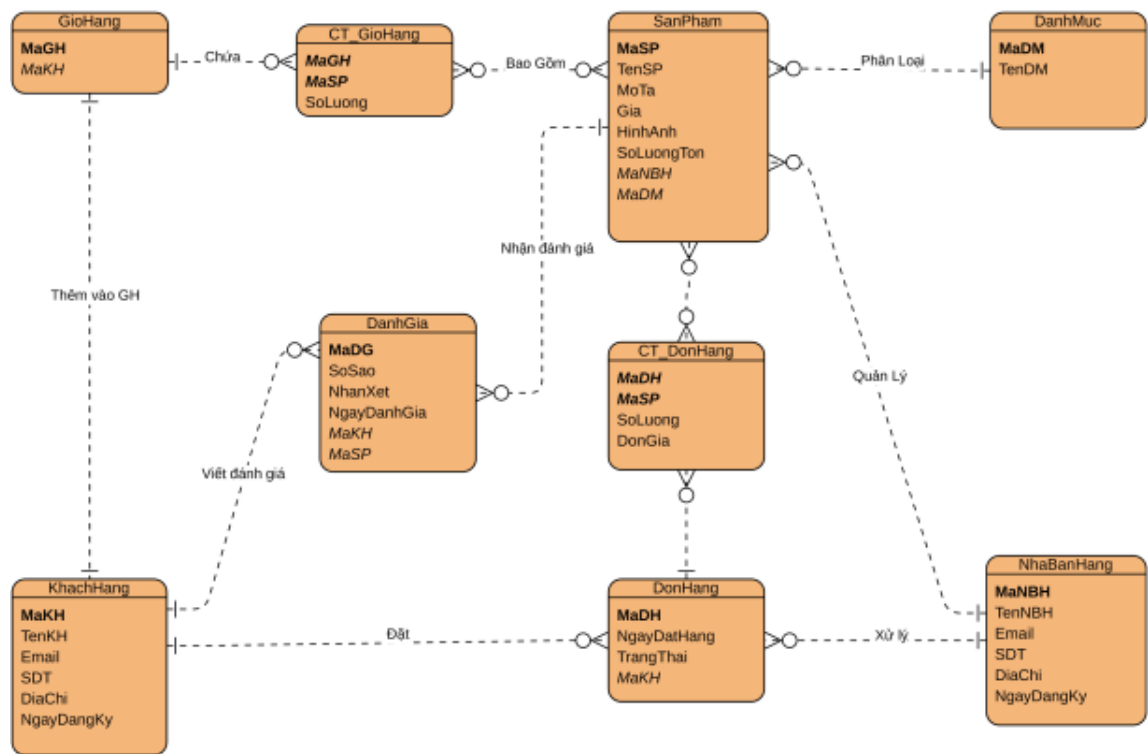 GioHang
MaGH
MaKH
Chứa
CT_GioHang
MaGH
MaSP
SoLuong
Bao Gồm
SanPham
MaSP
TenSP
MoTa
Gia
HinhAnh
SoLuongTon
MaNBH
MaDM
Phân Loại
DanhMuc
MaDM
TenDM
Nhận đánh giá
Thêm vào GH
DanhGia
MaDG
SoSao
NhanXet
NgayDanhGia
MaKH
MaSP
CT_DonHang
MaDH
MaSP
SoLuong
DonGia
Quản Lý
Viết đánh giá
KhachHang
MaKH
TenKH
Email
SDT
DiaChi
NgayDangKy
Đặt
DonHang
MaDH
NgayDatHang
TrangThai
MaKH
Xử lý
NhaBanHang
MaNBH
TenNBH
Email
SDT
DiaChi
NgayDangKy